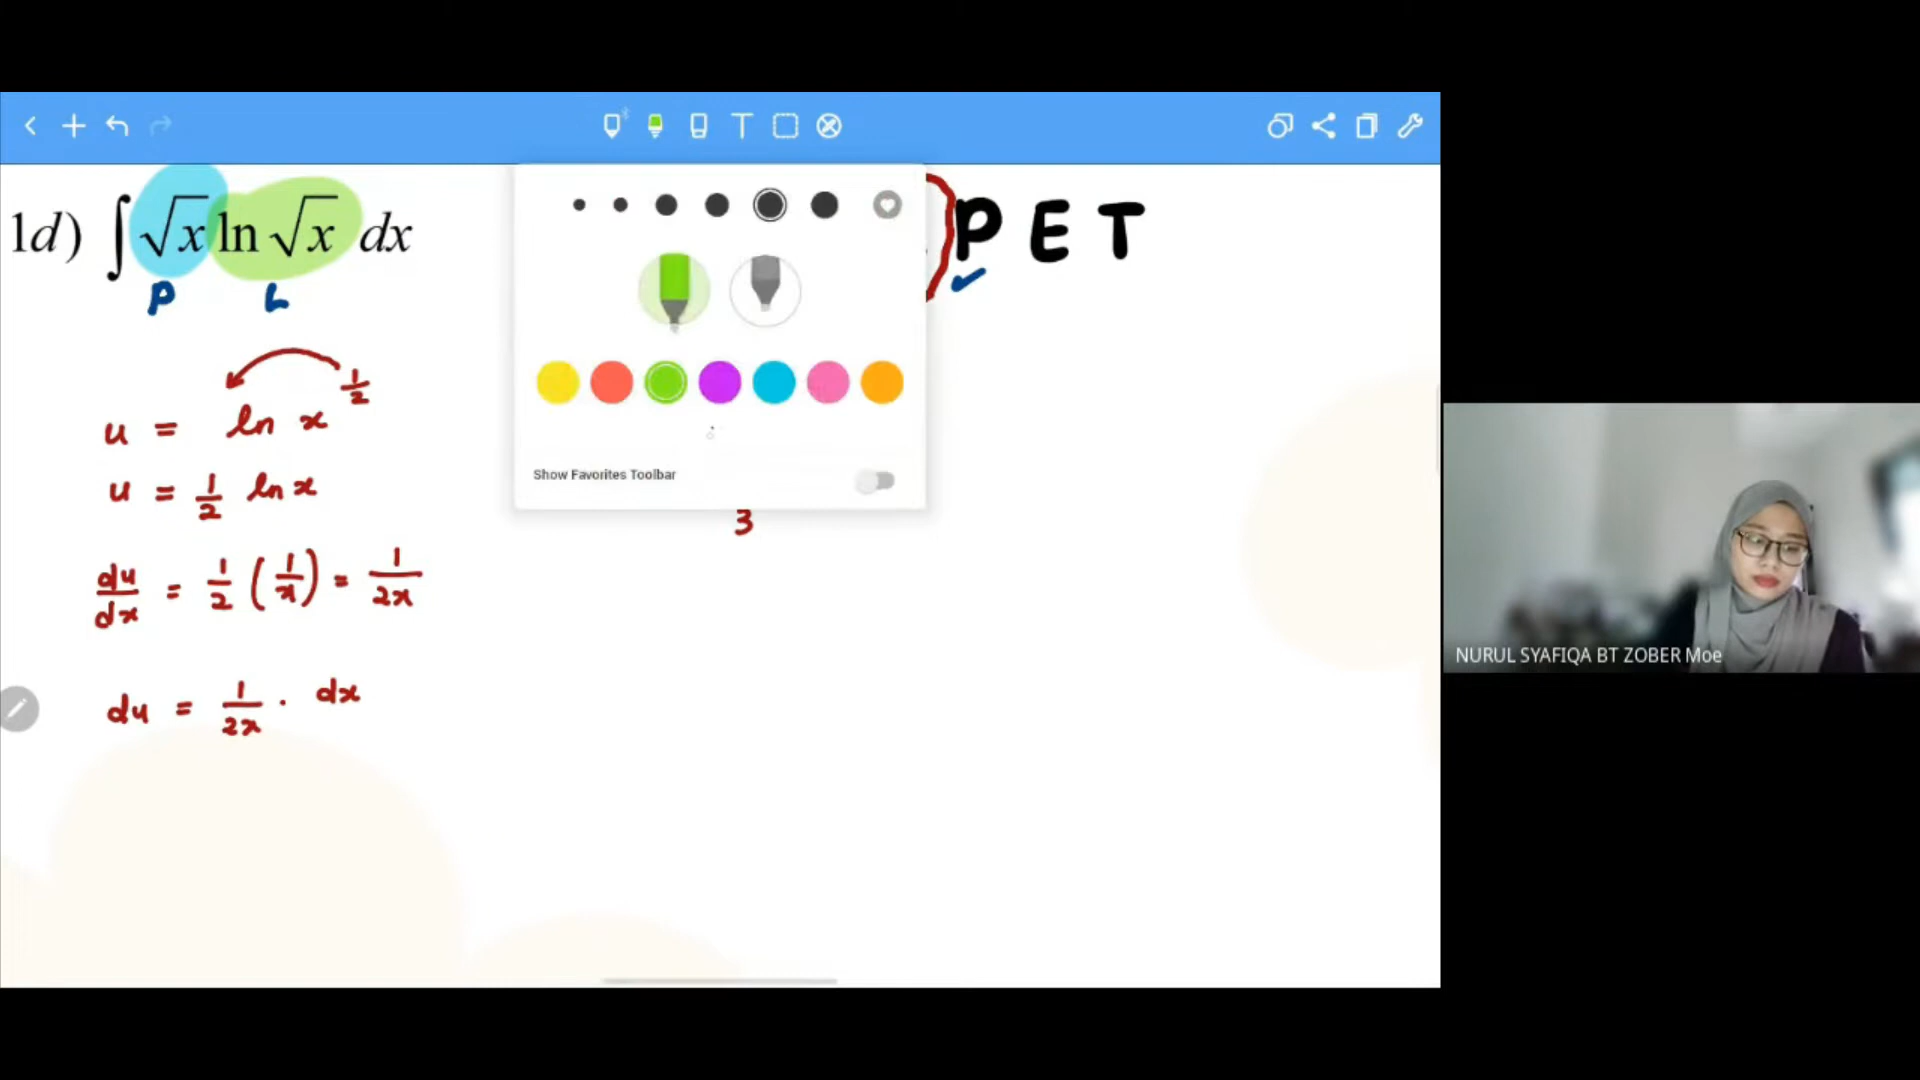 1d) ∫ √x ln √x dx
P L
P E T
u = ln x ½
u = ½ ln x
du/dx = ½ (1/x) = 1/2x
du = 1/2x · dx
Show Favorites Toolbar
3
NURUL SYAFIQA BT ZOBER Moe